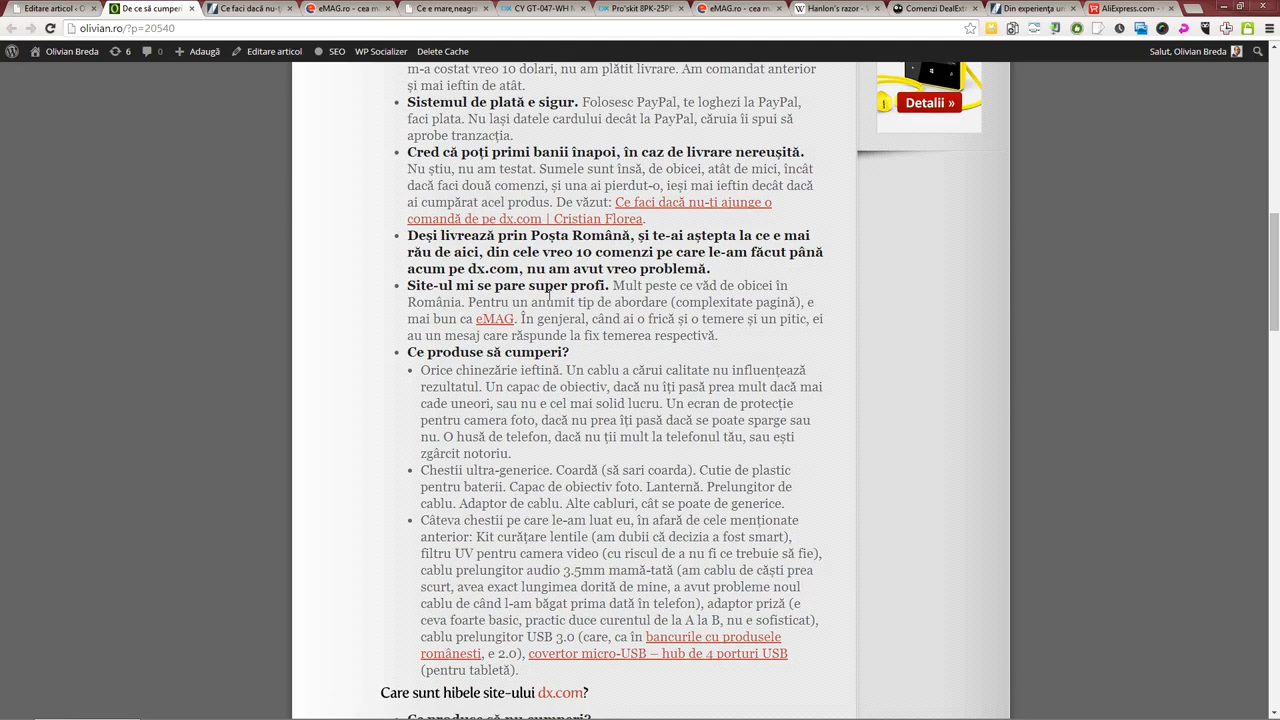 Editare articol ‹ O
De ce să cumperi
Ce faci dacă nu-ț
eMAG.ro - cea m
Ce e mare,neagr
CY GT-047-WH M
Pro'sKit 8PK-25PD
eMAG.ro - cea m
Hanlon's razor - V
Comenzi DealExt
Din experiența un
AliExpress.com -
olivian.ro/?p=20540
Olivian Breda 6 0 Adaugă Editare articol SEO WP Socializer Delete Cache Salut, Olivian Breda
m-a costat vreo 10 dolari, nu am plătit livrare. Am comandat anterior
și mai ieftin de atât.
Detalii »
Sistemul de plată e sigur. Folosesc PayPal, te loghezi la PayPal,
faci plata. Nu lași datele cardului decât la PayPal, căruia îi spui să
aprobe tranzacția.
Cred că poți primi banii înapoi, în caz de livrare nereușită.
Nu știu, nu am testat. Sumele sunt însă, de obicei, atât de mici, încât
dacă faci două comenzi, și una ai pierdut-o, ieși mai ieftin decât dacă
ai cumpărat acel produs. De văzut: Ce faci dacă nu-ti ajunge o
comandă de pe dx.com | Cristian Florea.
Deși livrează prin Poșta Română, și te-ai aștepta la ce e mai
rău de aici, din cele vreo 10 comenzi pe care le-am făcut până
acum pe dx.com, nu am avut vreo problemă.
Site-ul mi se pare super profi. Mult peste ce văd de obicei în
România. Pentru un anumit tip de abordare (complexitate pagină), e
mai bun ca eMAG. În genjeral, când ai o frică și o temere și un pitic, ei
au un mesaj care răspunde la fix temerea respectivă.
Ce produse să cumperi?
Orice chinezărie ieftină. Un cablu a cărui calitate nu influențează
rezultatul. Un capac de obiectiv, dacă nu îți pasă prea mult dacă mai
cade uneori, sau nu e cel mai solid lucru. Un ecran de protecție
pentru camera foto, dacă nu prea îți pasă dacă se poate sparge sau
nu. O husă de telefon, dacă nu ții mult la telefonul tău, sau ești
zgârcit notoriu.
Chestii ultra-generice. Coardă (să sari coarda). Cutie de plastic
pentru baterii. Capac de obiectiv foto. Lanternă. Prelungitor de
cablu. Adaptor de cablu. Alte cabluri, cât se poate de generice.
Câteva chestii pe care le-am luat eu, în afară de cele menționate
anterior: Kit curățare lentile (am dubii că decizia a fost smart),
filtru UV pentru camera video (cu riscul de a nu fi ce trebuie să fie),
cablu prelungitor audio 3.5mm mamă-tată (am cablu de căști prea
scurt, avea exact lungimea dorită de mine, a avut probleme noul
cablu de când l-am băgat prima dată în telefon), adaptor priză (e
ceva foarte basic, practic duce curentul de la A la B, nu e sofisticat),
cablu prelungitor USB 3.0 (care, ca în bancurile cu produsele
românesti, e 2.0), covertor micro-USB – hub de 4 porturi USB
(pentru tabletă).
Care sunt hibele site-ului dx.com?
Ce produse să nu cumperi?